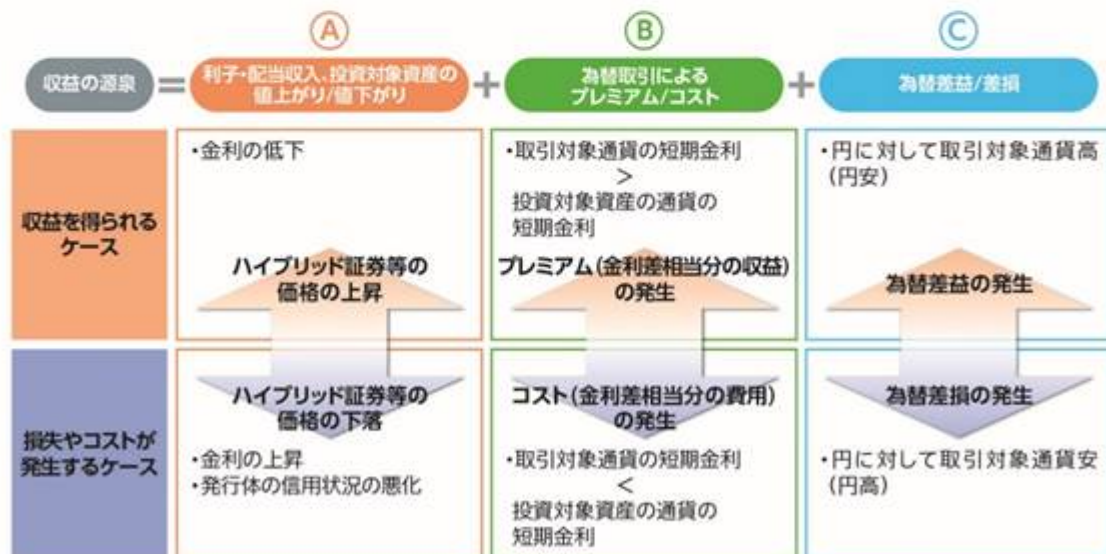 Ⓐ
Ⓑ
Ⓒ
収益の源泉
=
利子・配当収入、投資対象資産の
値上がり/値下がり
+
為替取引による
プレミアム/コスト
+
為替差益/差損
収益を得られる
ケース
・金利の低下
ハイブリッド証券等の
価格の上昇
・取引対象通貨の短期金利
>
投資対象資産の通貨の
短期金利
プレミアム(金利差相当分の収益)
の発生
・円に対して取引対象通貨高
(円安)
為替差益の発生
損失やコストが
発生するケース
ハイブリッド証券等の
価格の下落
・金利の上昇
・発行体の信用状況の悪化
コスト(金利差相当分の費用)
の発生
・取引対象通貨の短期金利
<
投資対象資産の通貨の
短期金利
為替差損の発生
・円に対して取引対象通貨安
(円高)